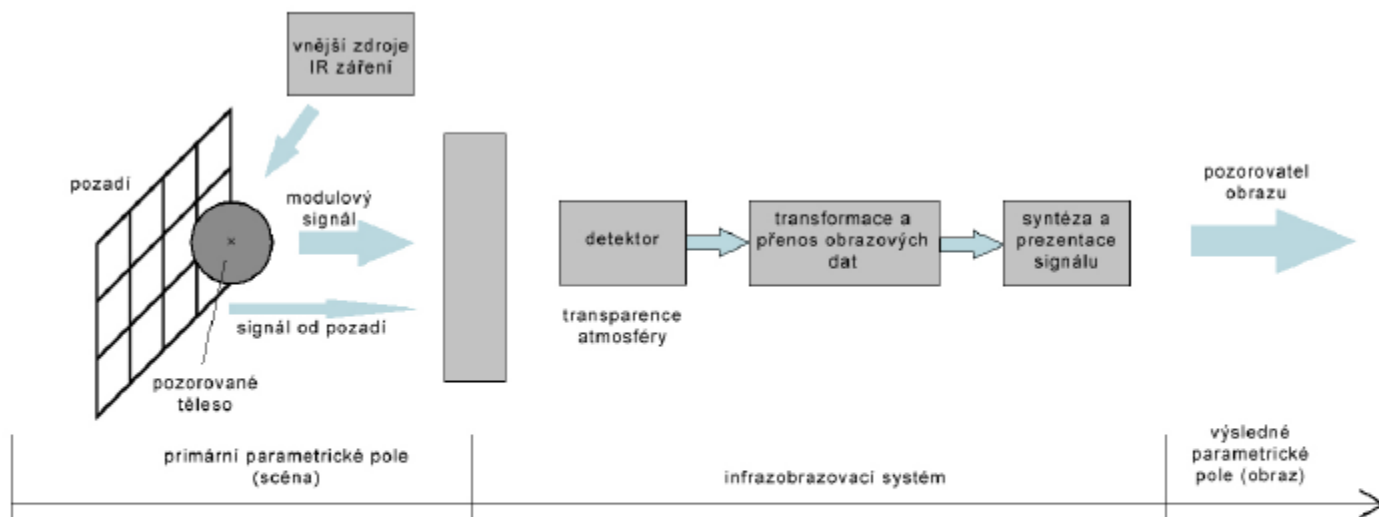 vnější zdroje
IR záření
pozadí
modulový
signál
signál od pozadí
pozorované
těleso
detektor
transparence
atmosféry
transformace a
přenos obrazových
dat
syntéza a
prezentace
signálu
pozorovatel
obrazu
primární parametrické pole
(scéna)
infrazobrazovací systém
výsledné
parametrické
pole (obraz)